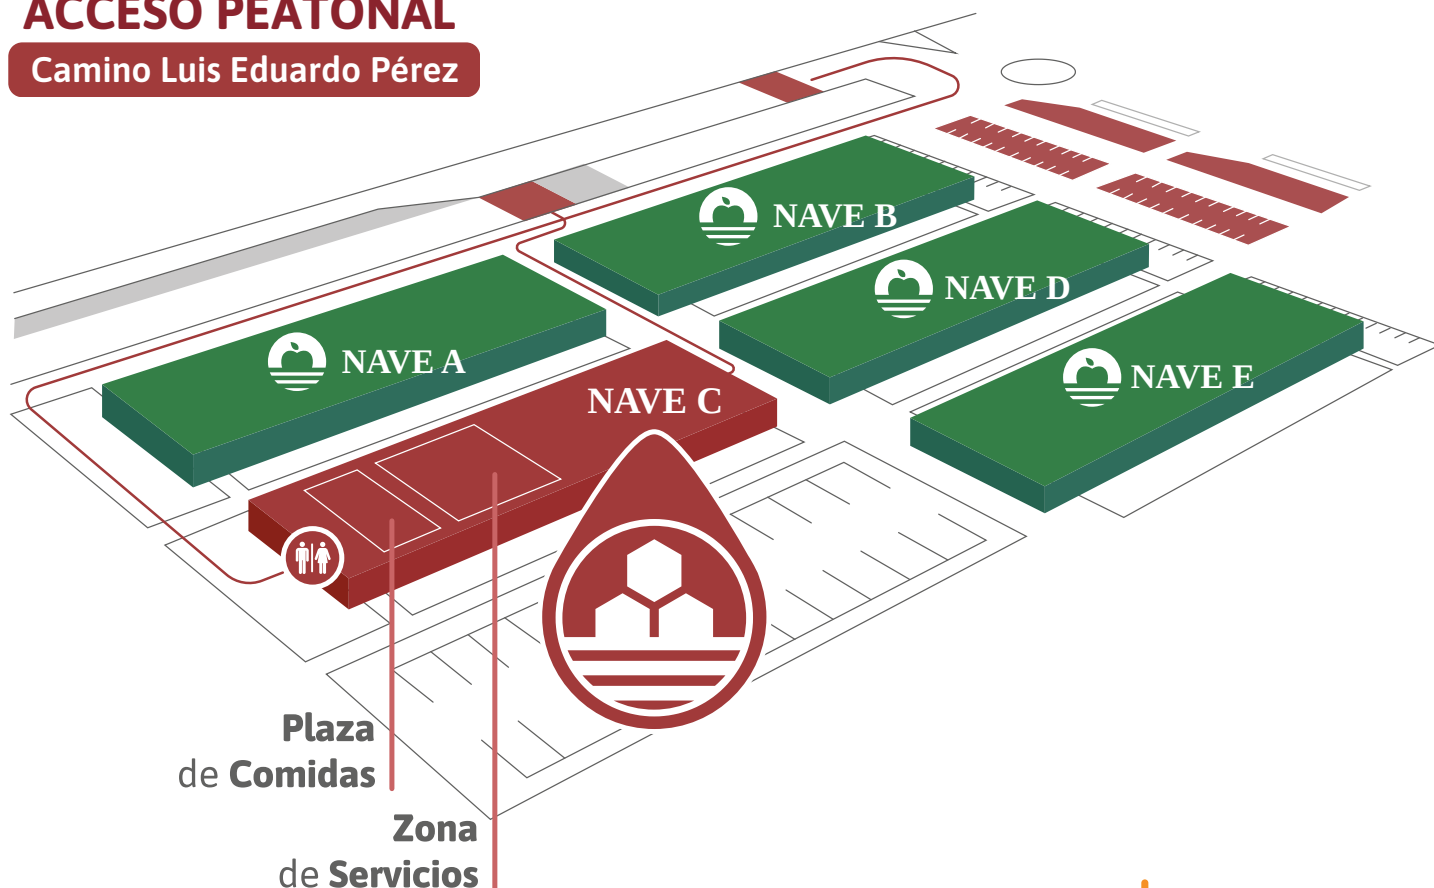 ACCESO PEATONAL
Camino Luis Eduardo Pérez
NAVE B
NAVE D
NAVE A
NAVE E
NAVE C
Plaza
de Comidas
Zona
de Servicios